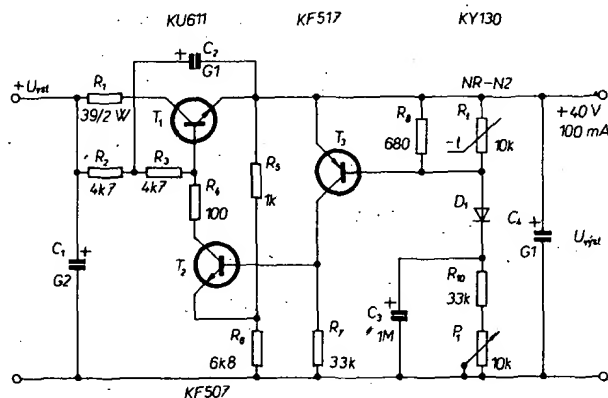 KU611 KF517 KY130
C2
G1
+ Uvst R1 NR-N2
39/2 W T1 T3 R8 Rt +40 V
680 -t 10k 100 mA
R2 R3 R5
4k7 4k7 R4 1k
100 D1 C4
G1 Uvýst
C1 T2
G2 R10
C3 33k
1M
R6 R7 P1
6k8 33k 10k
KF507